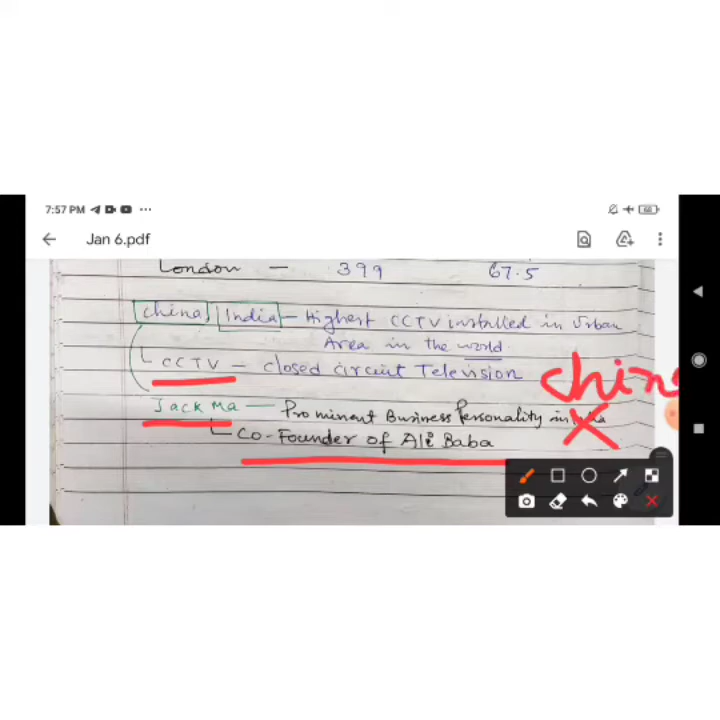 7:57 PM
Jan 6.pdf
London — 399 67.5
China India — Highest CCTV installed in Urban
Area in the world
CCTV — Closed circuit Television
Jack Ma — Prominent Business Personality in
Co-Founder of Ali Baba
Chin